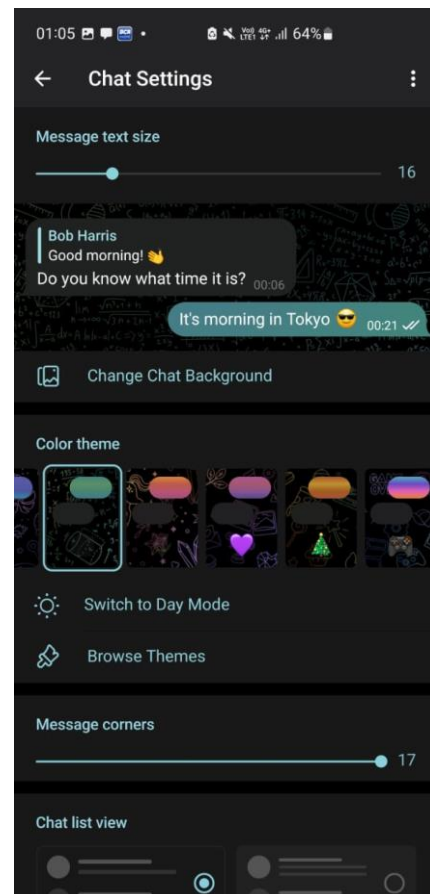 01:05 64%
Chat Settings
Message text size
16
Bob Harris
Good morning! 👋
Do you know what time it is? 00:06
It's morning in Tokyo 😎 00:21
Change Chat Background
Color theme
Switch to Day Mode
Browse Themes
Message corners
17
Chat list view